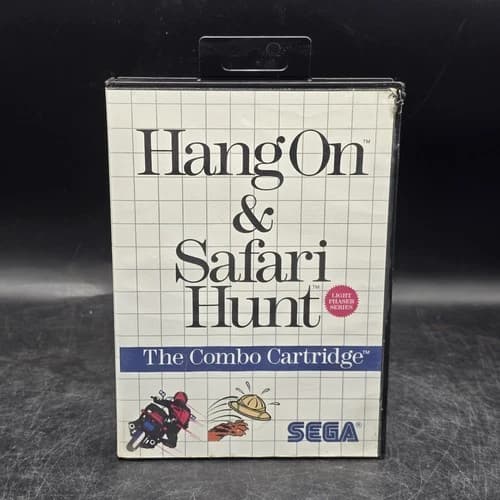 Hang On™
&
Safari
Hunt™
LIGHT
PHASER
SERIES
The Combo Cartridge™
SEGA